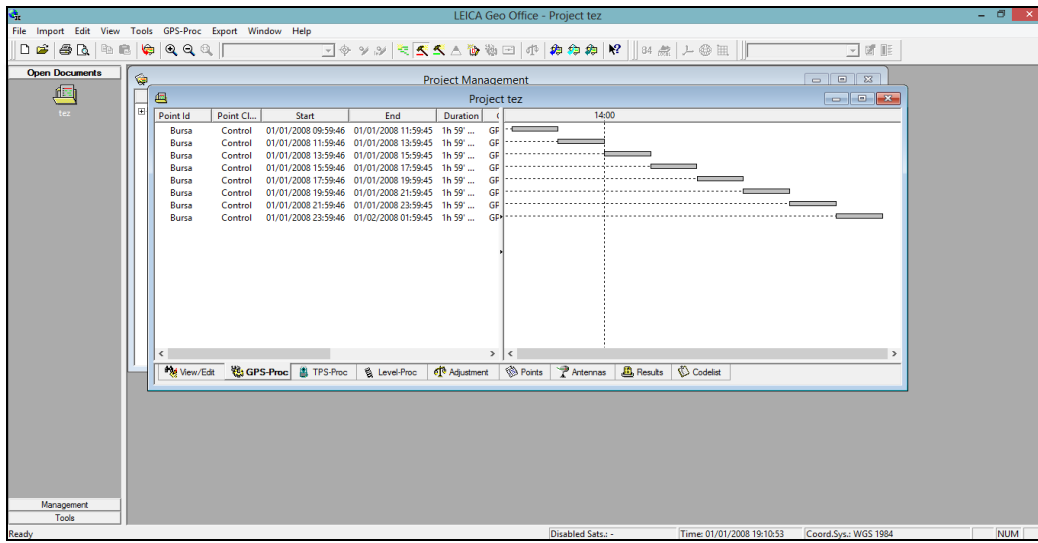 LEICA Geo Office - Project tez
File Import Edit View Tools GPS-Proc Export Window Help
84
Open Documents
tez
Project Management
Project tez
Point Id Point Cl... Start End Duration 14:00
Bursa Control 01/01/2008 09:59:46 01/01/2008 11:59:45 1h 59' ... GP
Bursa Control 01/01/2008 11:59:46 01/01/2008 13:59:45 1h 59' ... GP
Bursa Control 01/01/2008 13:59:46 01/01/2008 15:59:45 1h 59' ... GP
Bursa Control 01/01/2008 15:59:46 01/01/2008 17:59:45 1h 59' ... GP
Bursa Control 01/01/2008 17:59:46 01/01/2008 19:59:45 1h 59' ... GP
Bursa Control 01/01/2008 19:59:46 01/01/2008 21:59:45 1h 59' ... GP
Bursa Control 01/01/2008 21:59:46 01/01/2008 23:59:45 1h 59' ... GP
Bursa Control 01/01/2008 23:59:46 01/02/2008 01:59:45 1h 59' ... GP
View/Edit GPS-Proc TPS-Proc Level-Proc Adjustment Points Antennas Results Codelist
Management
Tools
Ready Disabled Sats.: - Time: 01/01/2008 19:10:53 Coord.Sys.: WGS 1984 NUM